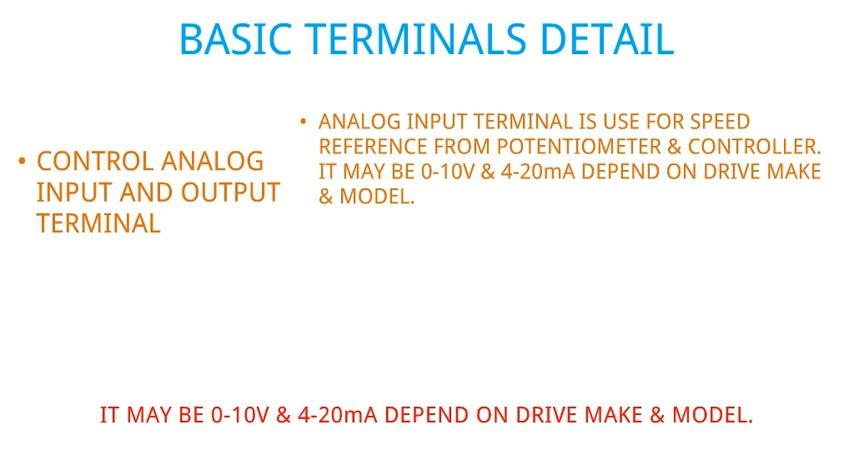 BASIC TERMINALS DETAIL
• CONTROL ANALOG
INPUT AND OUTPUT
TERMINAL
• ANALOG INPUT TERMINAL IS USE FOR SPEED
REFERENCE FROM POTENTIOMETER & CONTROLLER.
IT MAY BE 0-10V & 4-20mA DEPEND ON DRIVE MAKE
& MODEL.
IT MAY BE 0-10V & 4-20mA DEPEND ON DRIVE MAKE & MODEL.